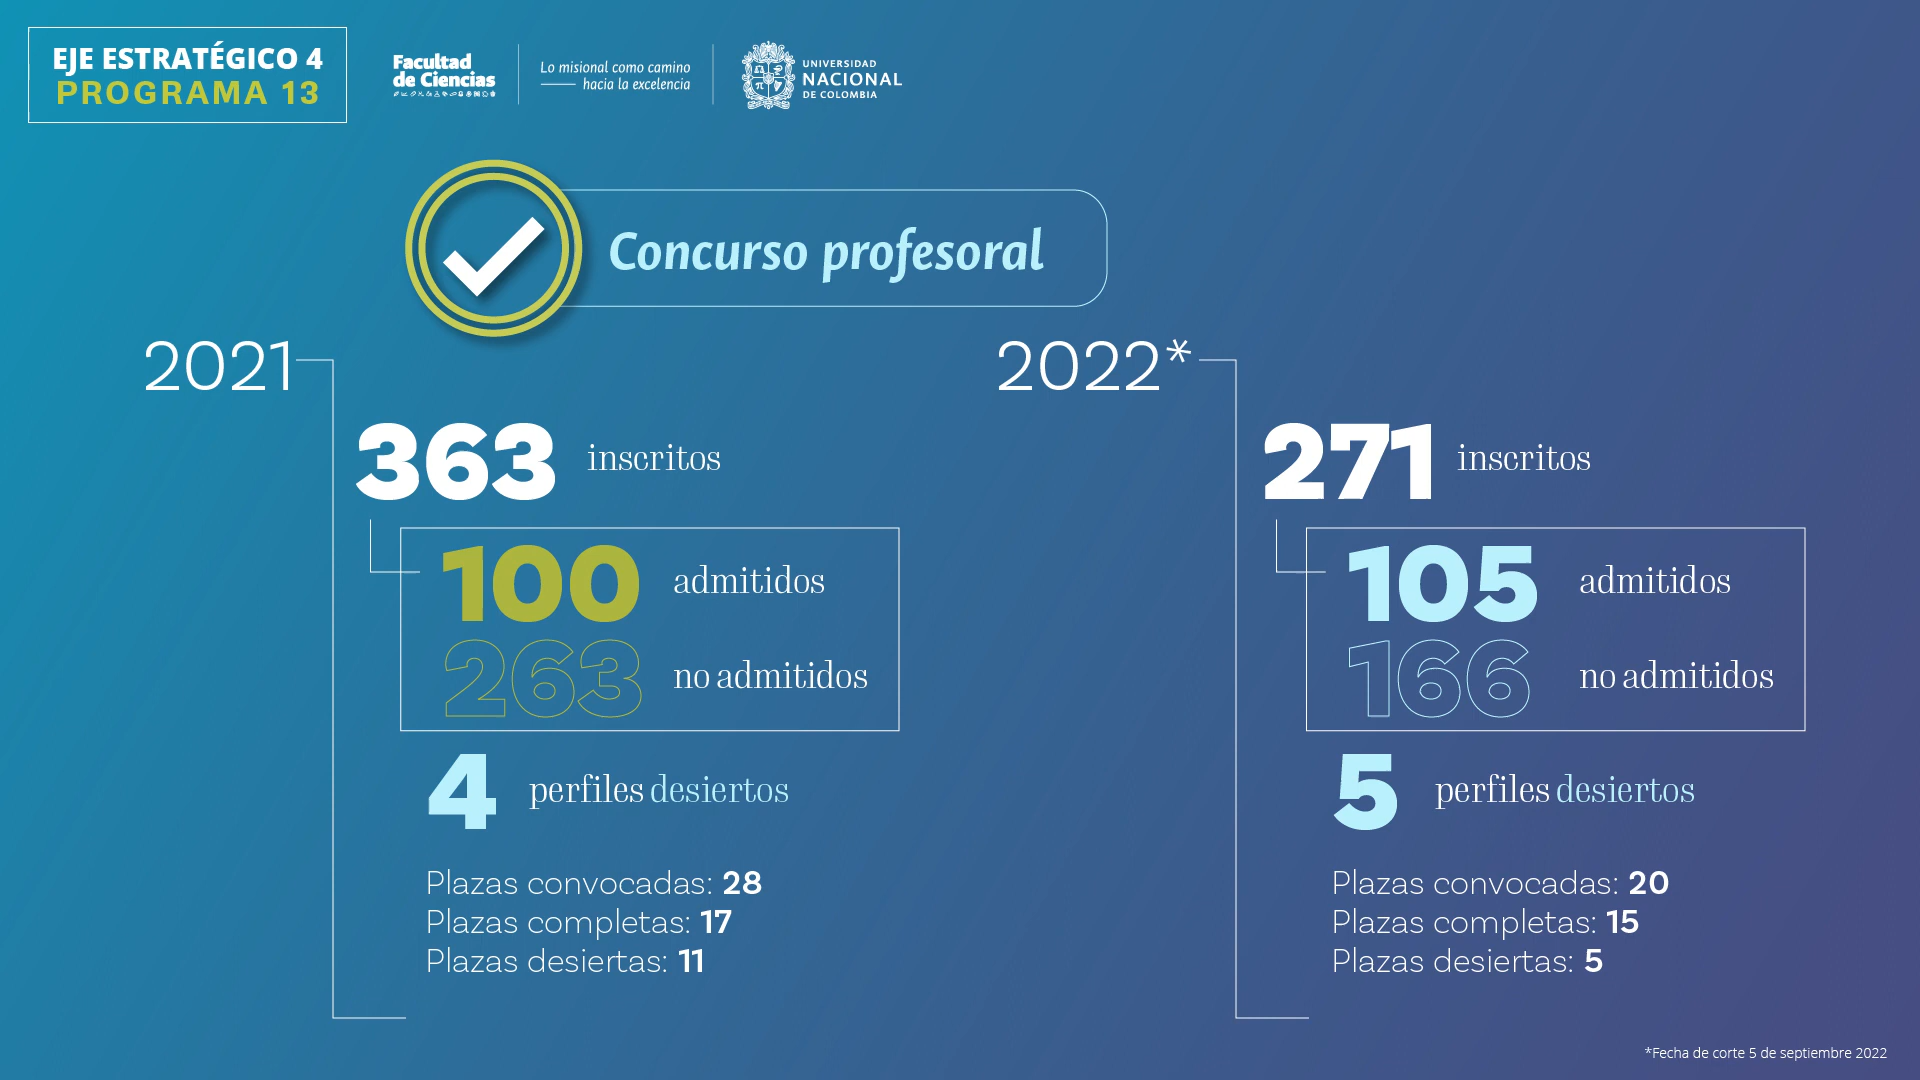 EJE ESTRATÉGICO 4
PROGRAMA 13
Facultad
de Ciencias
Lo misional como camino
hacia la excelencia
UNIVERSIDAD
NACIONAL
DE COLOMBIA
Concurso profesoral
2021
363 inscritos
100 admitidos
263 no admitidos
4 perfiles desiertos
Plazas convocadas: 28
Plazas completas: 17
Plazas desiertas: 11
2022*
271 inscritos
105 admitidos
166 no admitidos
5 perfiles desiertos
Plazas convocadas: 20
Plazas completas: 15
Plazas desiertas: 5
*Fecha de corte 5 de septiembre 2022